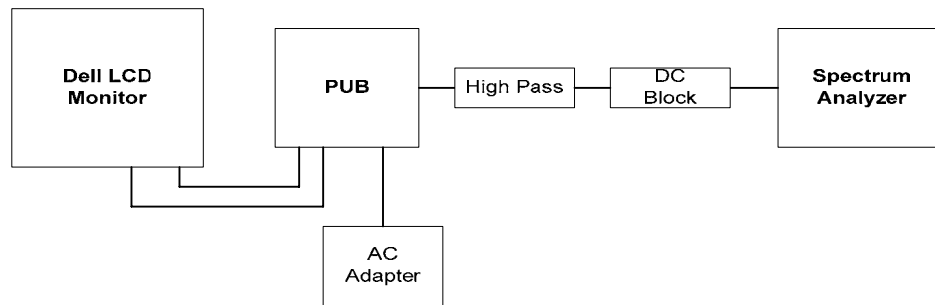 Dell LCD
Monitor
PUB
High Pass
DC
Block
Spectrum
Analyzer
AC
Adapter